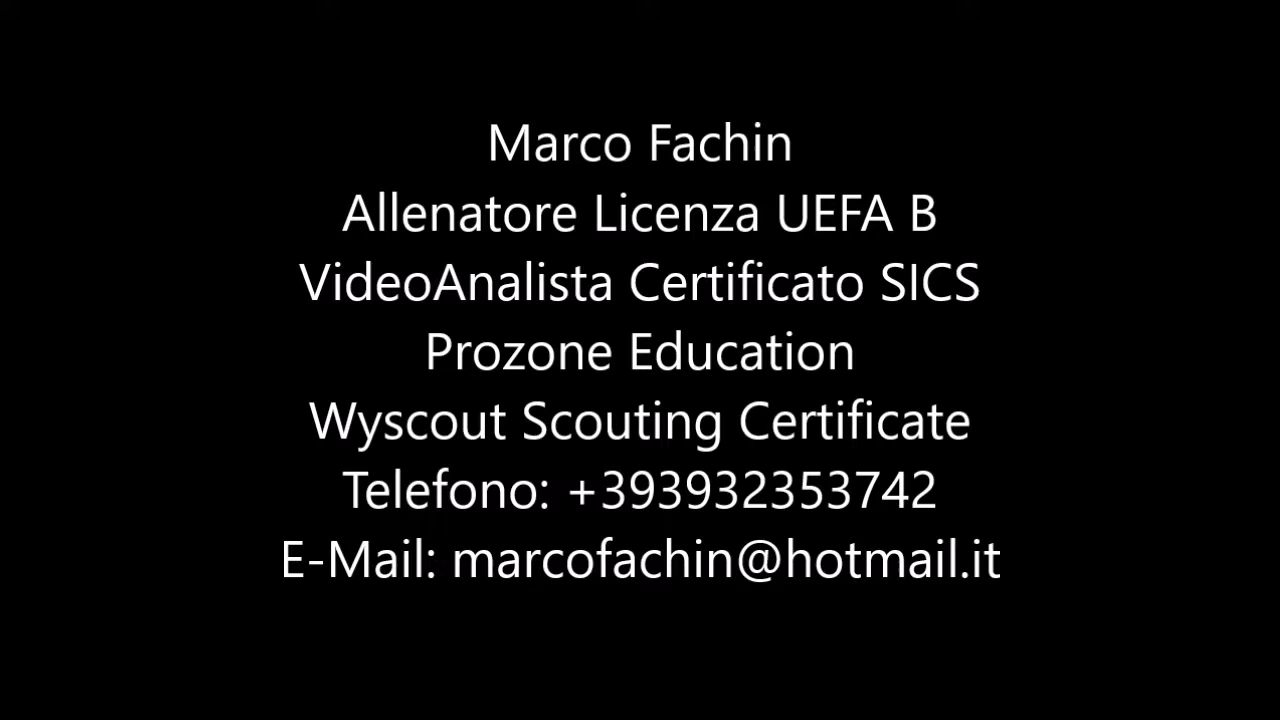 Marco Fachin
Allenatore Licenza UEFA B
VideoAnalista Certificato SICS
Prozone Education
Wyscout Scouting Certificate
Telefono: +393932353742
E-Mail: marcofachin@hotmail.it